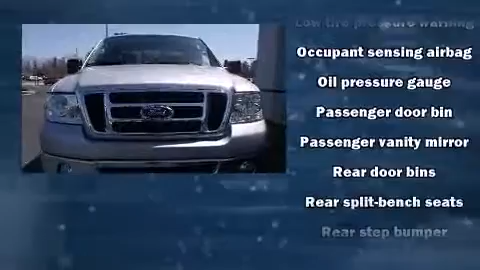 Low tire pressure warning
Occupant sensing airbag
Oil pressure gauge
Passenger door bin
Passenger vanity mirror
Rear door bins
Rear split-bench seats
Rear step bumper
Ford